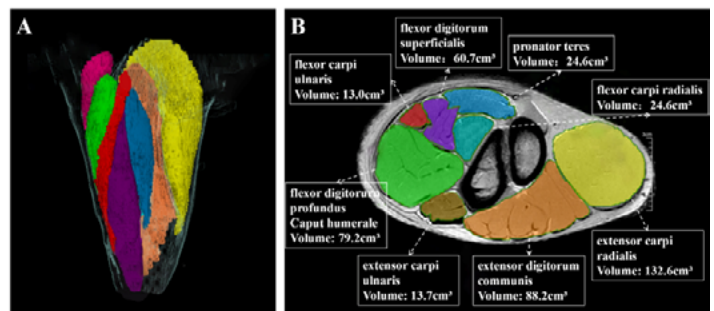 A
B
flexor digitorum
superficialis
Volume: 60.7cm³
pronator teres
Volume: 24.6cm³
flexor carpi
ulnaris
Volume: 13.0cm³
flexor carpi radialis
Volume: 24.6cm³
flexor digitorum
profundus
Caput humerale
Volume: 79.2cm³
extensor carpi
ulnaris
Volume: 13.7cm³
extensor digitorum
communis
Volume: 88.2cm³
extensor carpi
radialis
Volume: 132.6cm³